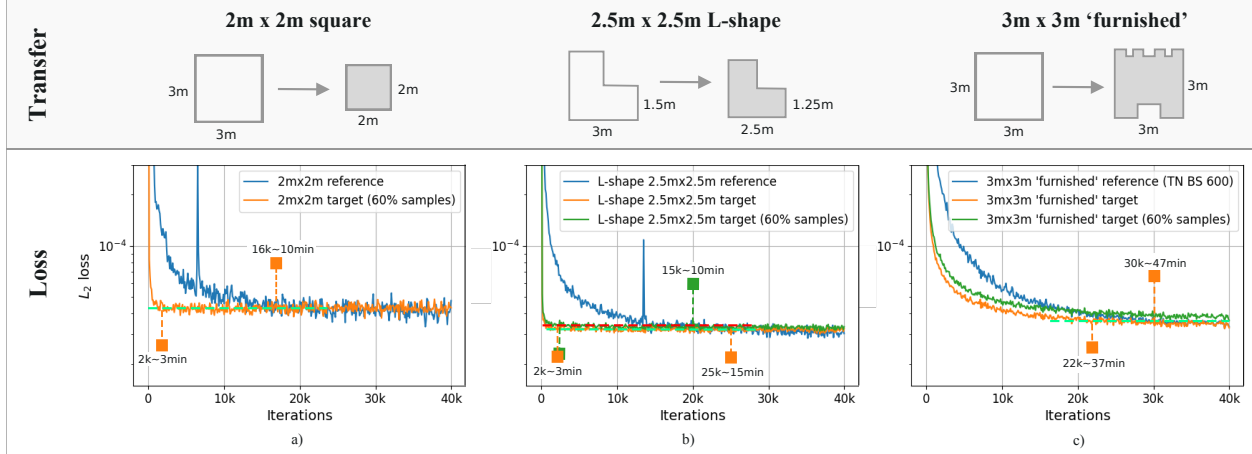 2m x 2m square
2.5m x 2.5m L-shape
3m x 3m ‘furnished’
Transfer
3m
3m
2m
2m
1.5m
3m
1.25m
2.5m
3m
3m
3m
3m
Loss
L₂ loss
10⁻⁴
2mx2m reference
2mx2m target (60% samples)
16k~10min
2k~3min
0
10k
20k
30k
40k
Iterations
a)
10⁻⁴
L-shape 2.5mx2.5m reference
L-shape 2.5mx2.5m target
L-shape 2.5mx2.5m target (60% samples)
15k~10min
2k~3min
25k~15min
0
10k
20k
30k
40k
Iterations
b)
10⁻⁴
3mx3m 'furnished' reference (TN BS 600)
3mx3m 'furnished' target
3mx3m 'furnished' target (60% samples)
30k~47min
22k~37min
0
10k
20k
30k
40k
Iterations
c)